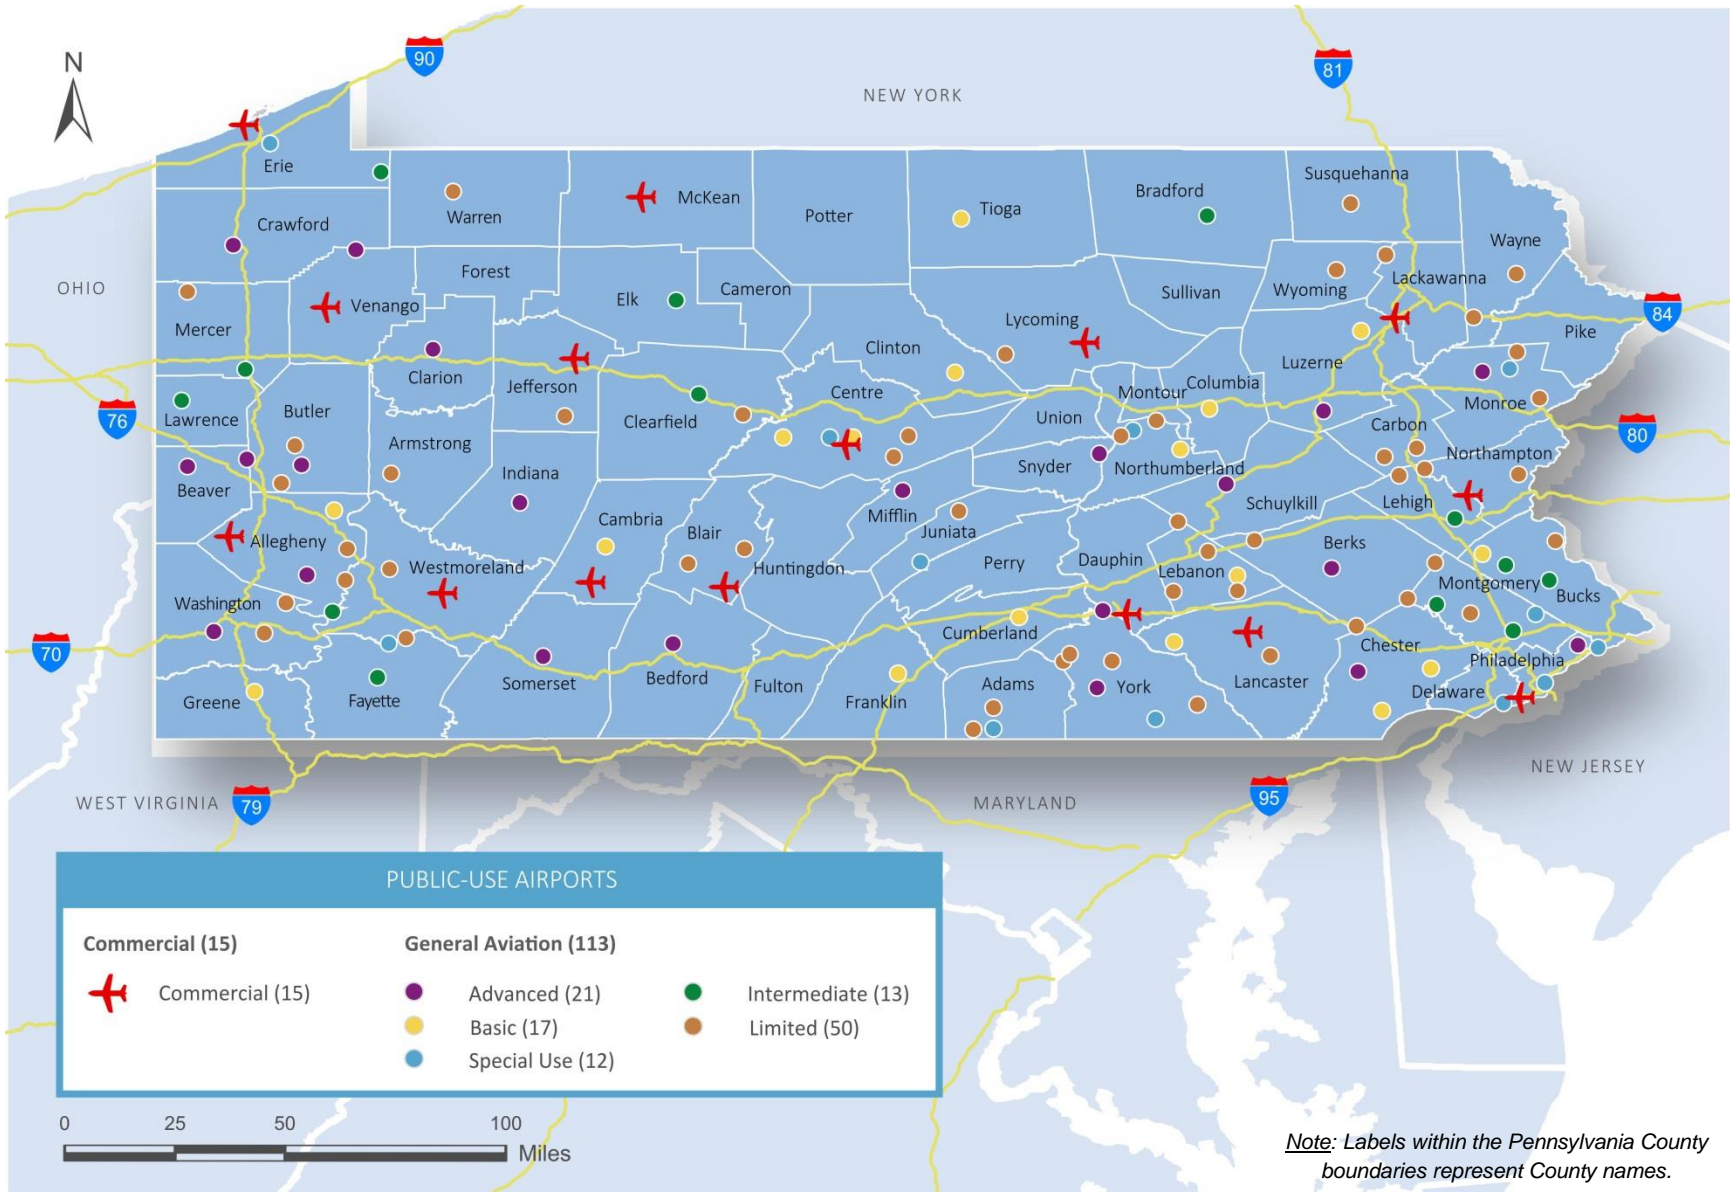 90
81
N
NEW YORK
Erie
Susquehanna
Bradford
McKean
Warren
Tioga
Potter
Crawford
Wayne
OHIO
Forest
Lackawanna
Elk
Cameron
Sullivan
Wyoming
Venango
84
Lycoming
Mercer
Pike
Clinton
Luzerne
Clarion
Jefferson
Montour
Columbia
Centre
76
Lawrence
Butler
Clearfield
Union
Monroe
Carbon
80
Armstrong
Northampton
Indiana
Snyder
Northumberland
Beaver
Schuylkill
Lehigh
Cambria
Mifflin
Blair
Juniata
Allegheny
Berks
Westmoreland
Huntingdon
Perry
Dauphin
Lebanon
Montgomery
Bucks
Washington
Cumberland
70
Chester
Philadelphia
Somerset
Bedford
Fulton
Adams
York
Lancaster
Delaware
Greene
Fayette
Franklin
NEW JERSEY
WEST VIRGINIA
79
MARYLAND
95
PUBLIC-USE AIRPORTS
Commercial (15)
General Aviation (113)
Commercial (15)
Advanced (21)
Intermediate (13)
Basic (17)
Limited (50)
Special Use (12)
0 25 50 100
Miles
Note: Labels within the Pennsylvania County
boundaries represent County names.